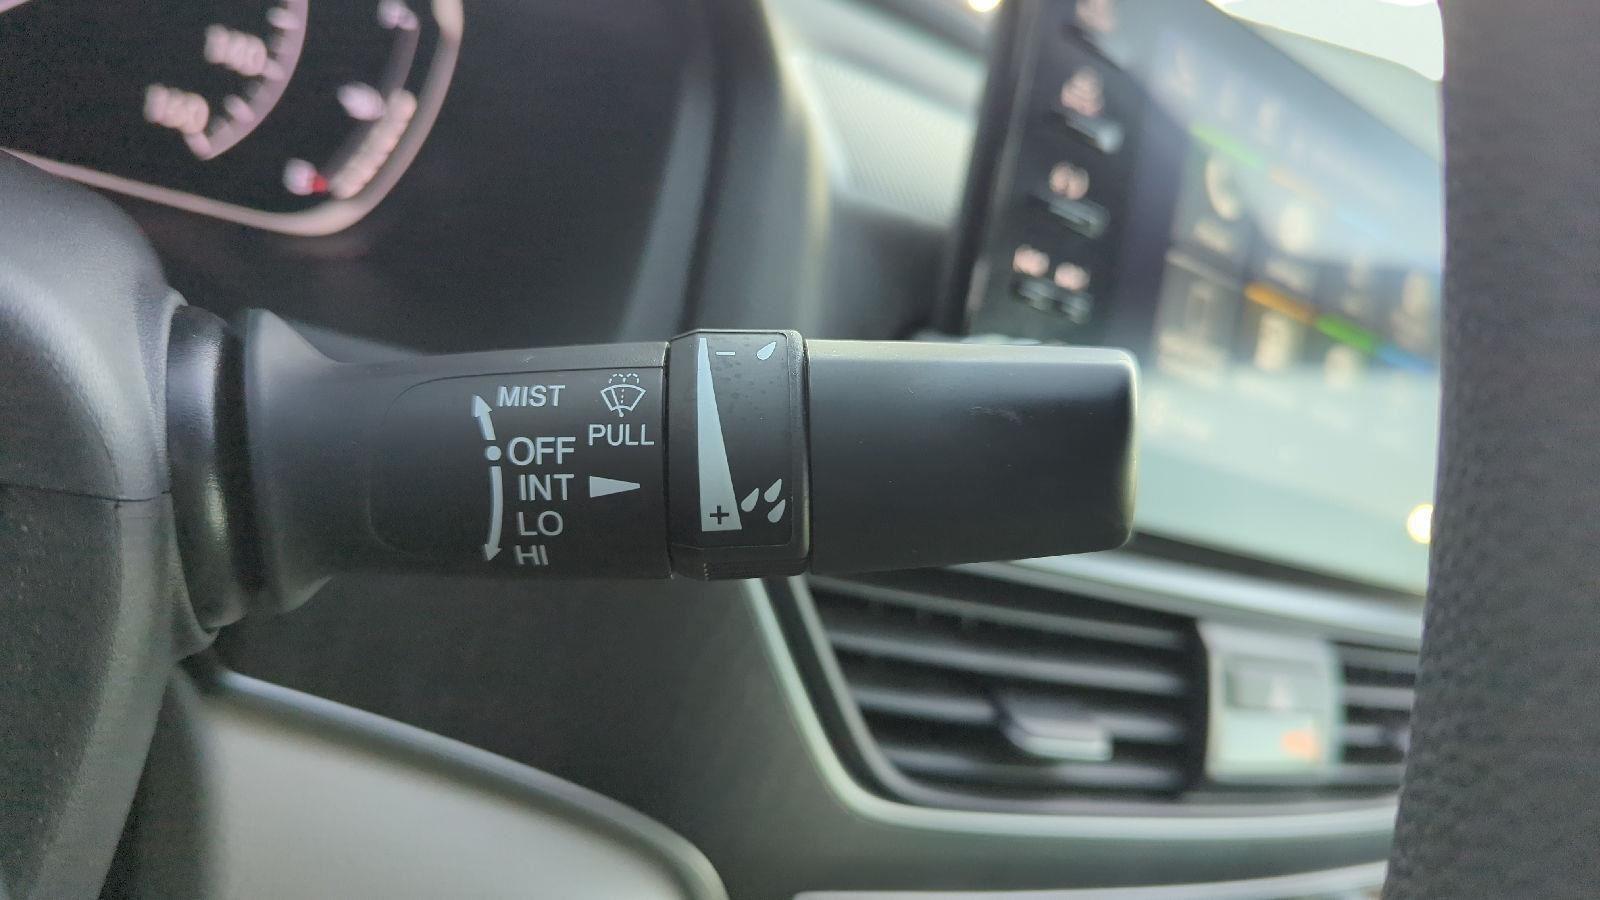 MIST
PULL
OFF
INT
LO
HI
- 
+